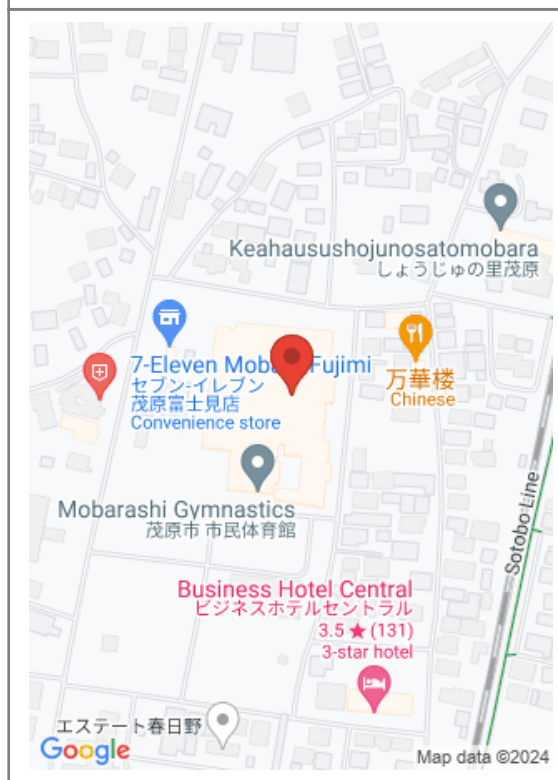 Keahausushojunosatomobara
しょうじゅの里茂原
7-Eleven Moba Fujimi
セブン-イレブン
茂原富士見店
Convenience store
万華楼
Chinese
Mobarashi Gymnastics
茂原市 市民体育館
Sotobo Line
Business Hotel Central
ビジネスホテルセントラル
3.5 ★ (131)
3-star hotel
エステート春日野
Google
Map data ©2024